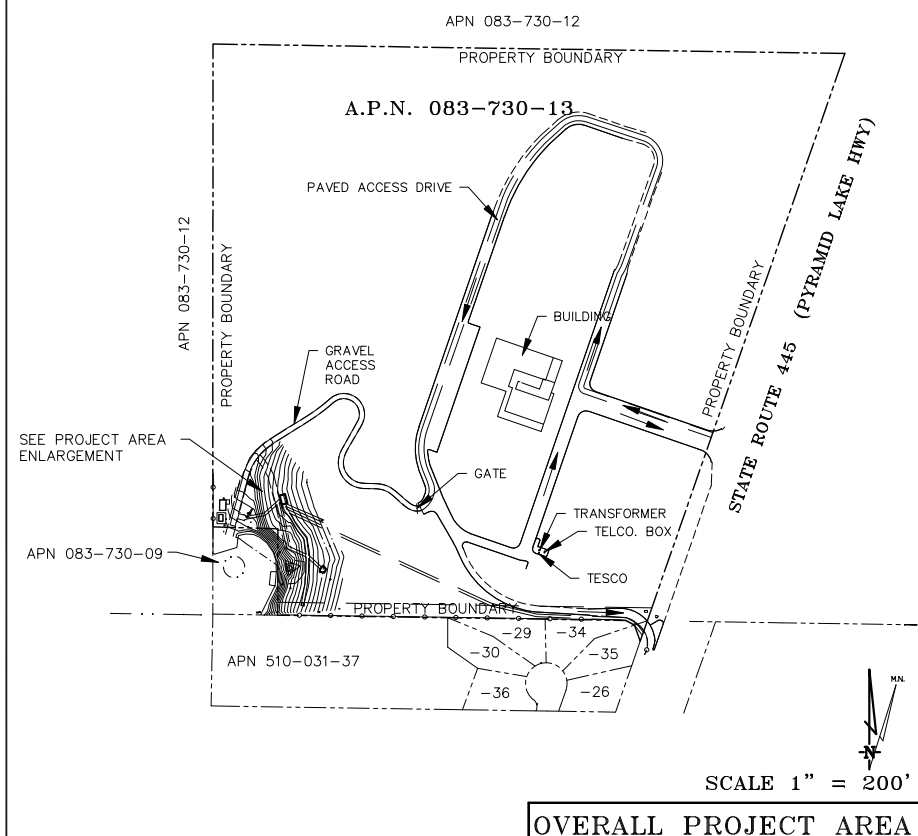 APN 083-730-12
PROPERTY BOUNDARY
A.P.N. 083-730-13
PAVED ACCESS DRIVE
STATE ROUTE 445 (PYRAMID LAKE HWY)
APN 083-730-12
PROPERTY BOUNDARY
PROPERTY BOUNDARY
BUILDING
GRAVEL
ACCESS
ROAD
SEE PROJECT AREA
ENLARGEMENT
GATE
TRANSFORMER
TELCO. BOX
APN 083-730-09
TESCO
PROPERTY BOUNDARY
-29
-34
-30
-35
APN 510-031-37
-36
-26
M.N.
N
SCALE 1" = 200'
OVERALL PROJECT AREA